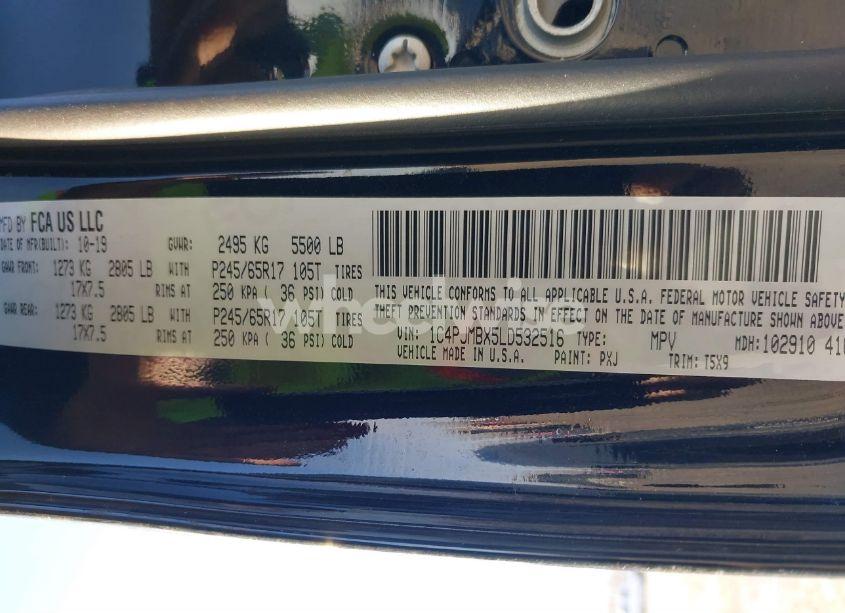 MFD BY FCA US LLC
DATE OF MFR(BUILT): 10-19 GVWR: 2495 KG 5500 LB
GAWR FRONT: 1273 KG 2805 LB WITH P245/65R17 105T TIRES
17X7.5 RIMS AT 250 KPA ( 36 PSI) COLD
GAWR REAR: 1273 KG 2805 LB WITH P245/65R17 105T TIRES
17X7.5 RIMS AT 250 KPA ( 36 PSI) COLD
THIS VEHICLE CONFORMS TO ALL APPLICABLE U.S.A. FEDERAL MOTOR VEHICLE SAFETY
THEFT PREVENTION STANDARDS IN EFFECT ON THE DATE OF MANUFACTURE SHOWN ABOVE
VIN: 1C4PJMBX5LD532516 TYPE: MPV MDH:102910 410
VEHICLE MADE IN U.S.A. PAINT: PXJ TRIM: T5X9